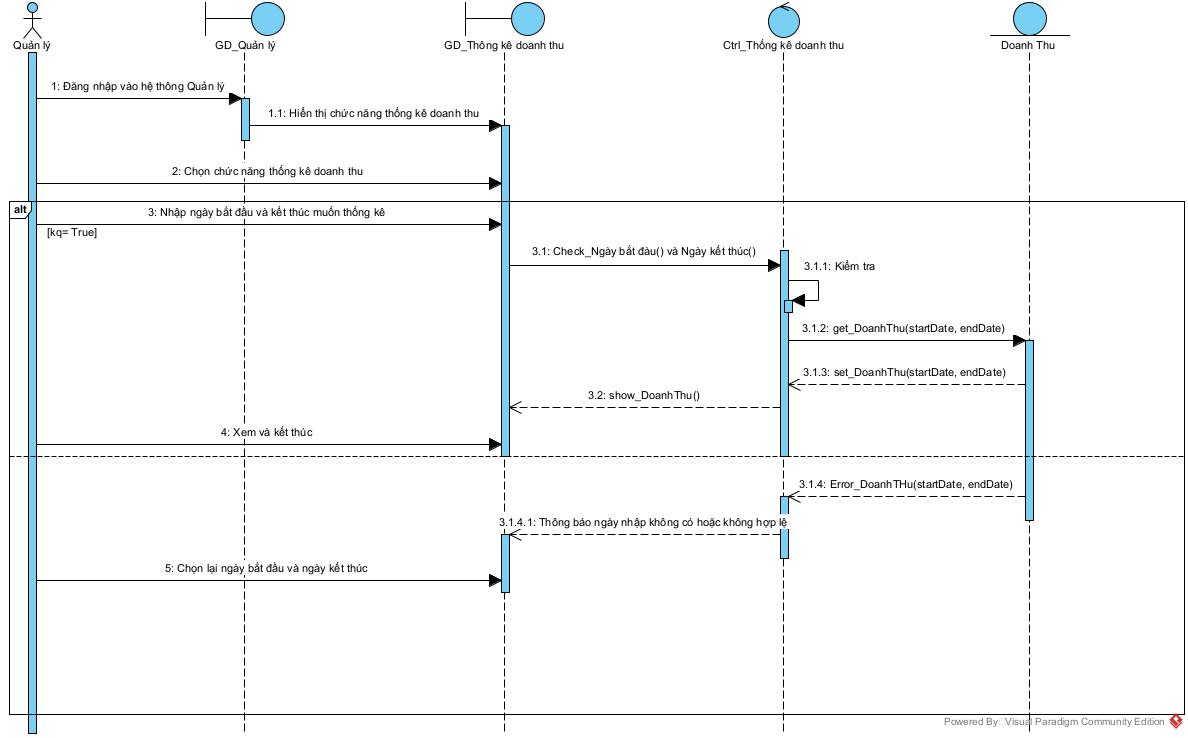 Quản lý
GD_Quản lý
GD_Thông kê doanh thu
Ctrl_Thống kê doanh thu
Doanh Thu
1: Đăng nhập vào hệ thông Quản lý
1.1: Hiển thị chức năng thống kê doanh thu
2: Chọn chức năng thống kê doanh thu
alt
3: Nhập ngày bắt đầu và kết thúc muốn thống kê
[kq= True]
3.1: Check_Ngày bắt đàu() và Ngày kết thúc()
3.1.1: Kiểm tra
3.1.2: get_DoanhThu(startDate, endDate)
3.1.3: set_DoanhThu(startDate, endDate)
3.2: show_DoanhThu()
4: Xem và kết thúc
3.1.4: Error_DoanhTHu(startDate, endDate)
3.1.4.1: Thông báo ngày nhập không có hoặc không hợp lệ
5: Chọn lại ngày bắt đầu và ngày kết thúc
Powered By Visual Paradigm Community Edition